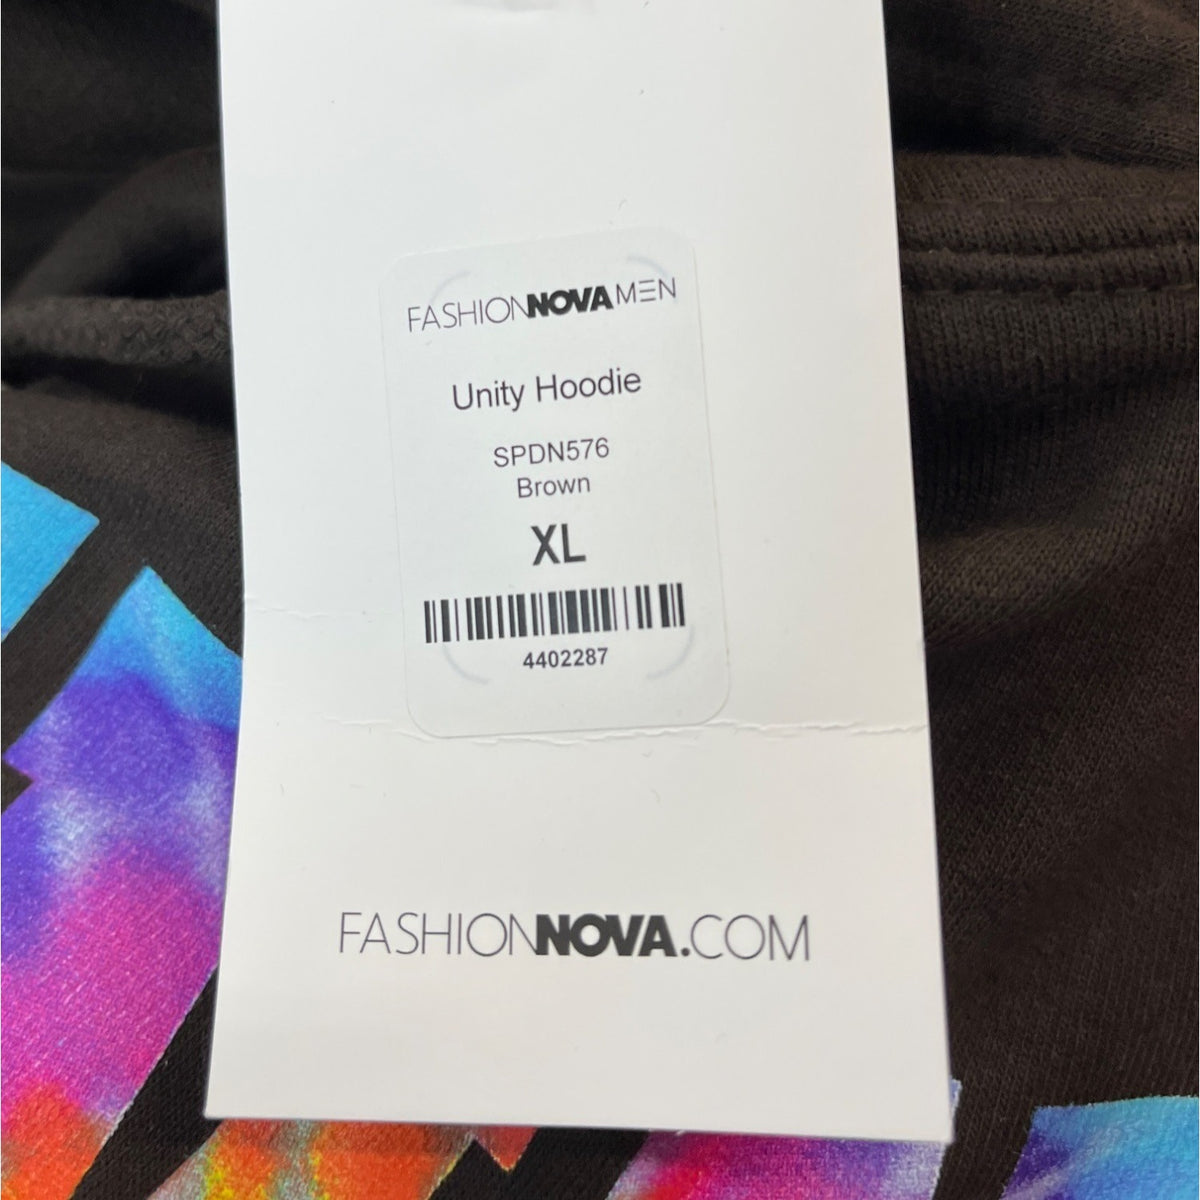 FASHIONNOVAMEN
Unity Hoodie
SPDN576
Brown
XL
4402287
FASHIONNOVA.COM